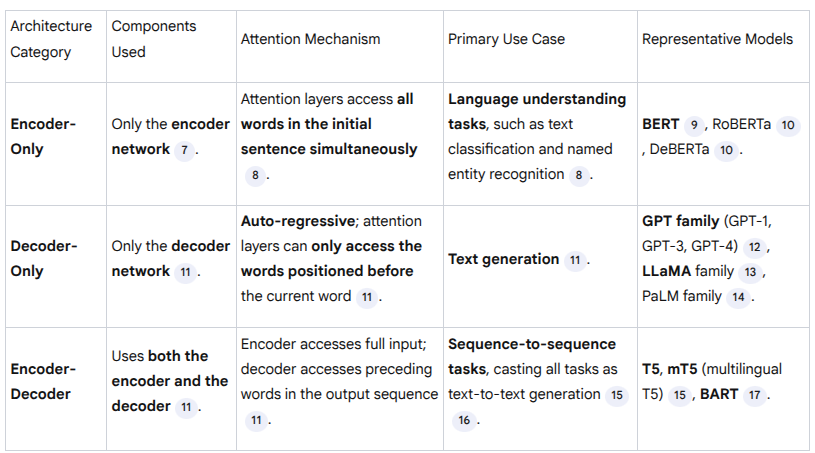 Architecture Category
Components Used
Attention Mechanism
Primary Use Case
Representative Models
Encoder-
Only
Only the encoder
network 7 .
Attention layers access all
words in the initial
sentence simultaneously
8 .
Language understanding
tasks, such as text
classification and named
entity recognition 8 .
BERT 9 , RoBERTa 10
, DeBERTa 10 .
Decoder-
Only
Only the decoder
network 11 .
Auto-regressive; attention
layers can only access the
words positioned before
the current word 11 .
Text generation 11 .
GPT family (GPT-1,
GPT-3, GPT-4) 12 ,
LLaMA family 13 ,
PaLM family 14 .
Encoder-
Decoder
Uses both the
encoder and the
decoder 11 .
Encoder accesses full input;
decoder accesses preceding
words in the output sequence
11 .
Sequence-to-sequence
tasks, casting all tasks as
text-to-text generation 15
16 .
T5, mT5 (multilingual
T5) 15 , BART 17 .